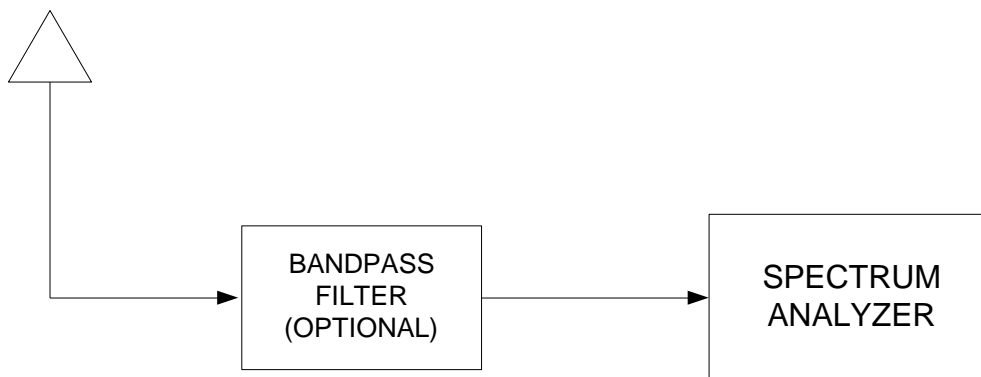 BANDPASS
FILTER
(OPTIONAL)
SPECTRUM
ANALYZER